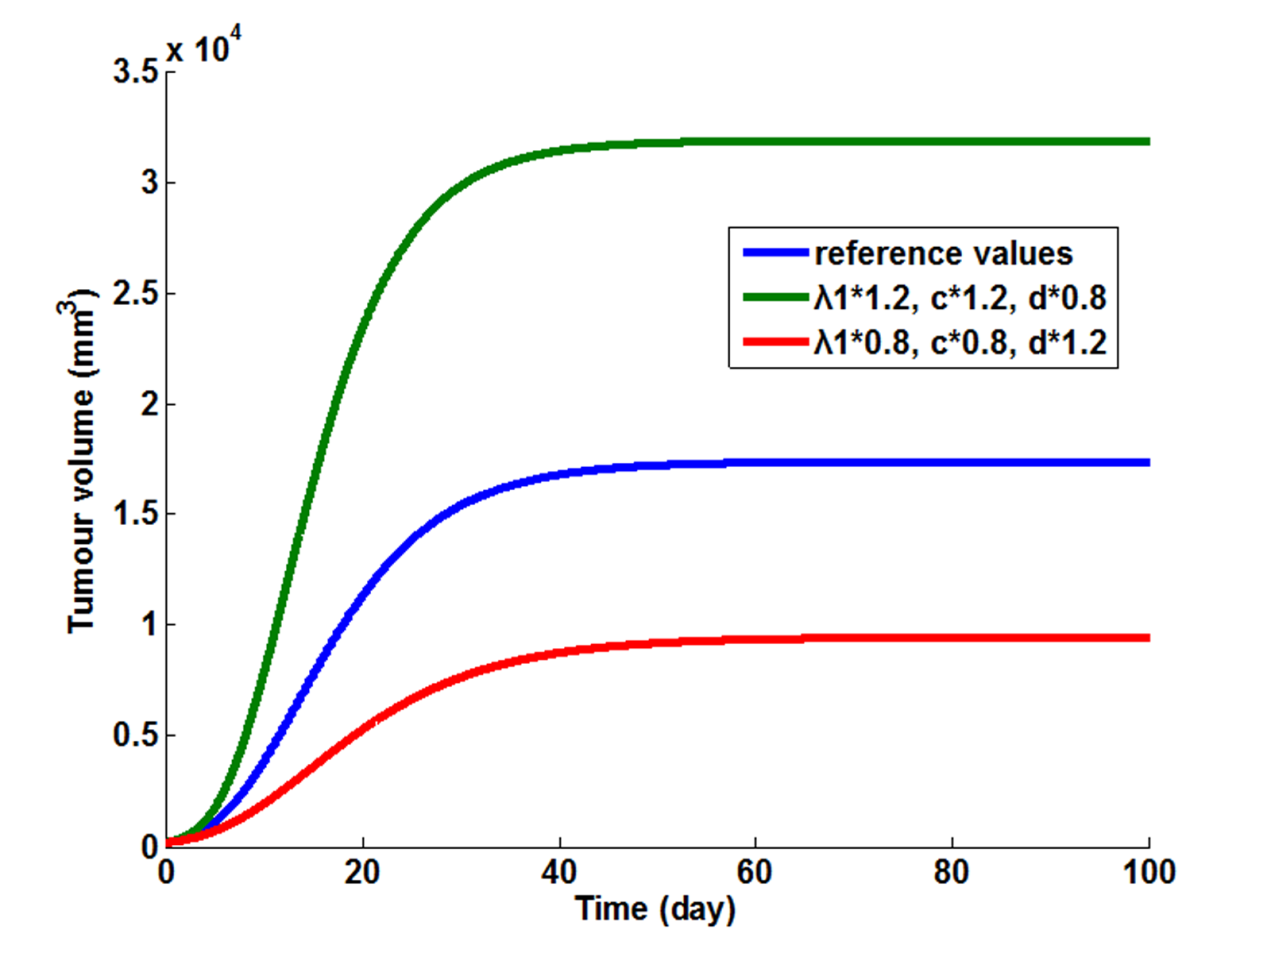 x 10^4
3.5
3
2.5
2
1.5
1
0.5
0
Tumour volume (mm^3)
reference values
λ1*1.2, c*1.2, d*0.8
λ1*0.8, c*0.8, d*1.2
0 20 40 60 80 100
Time (day)